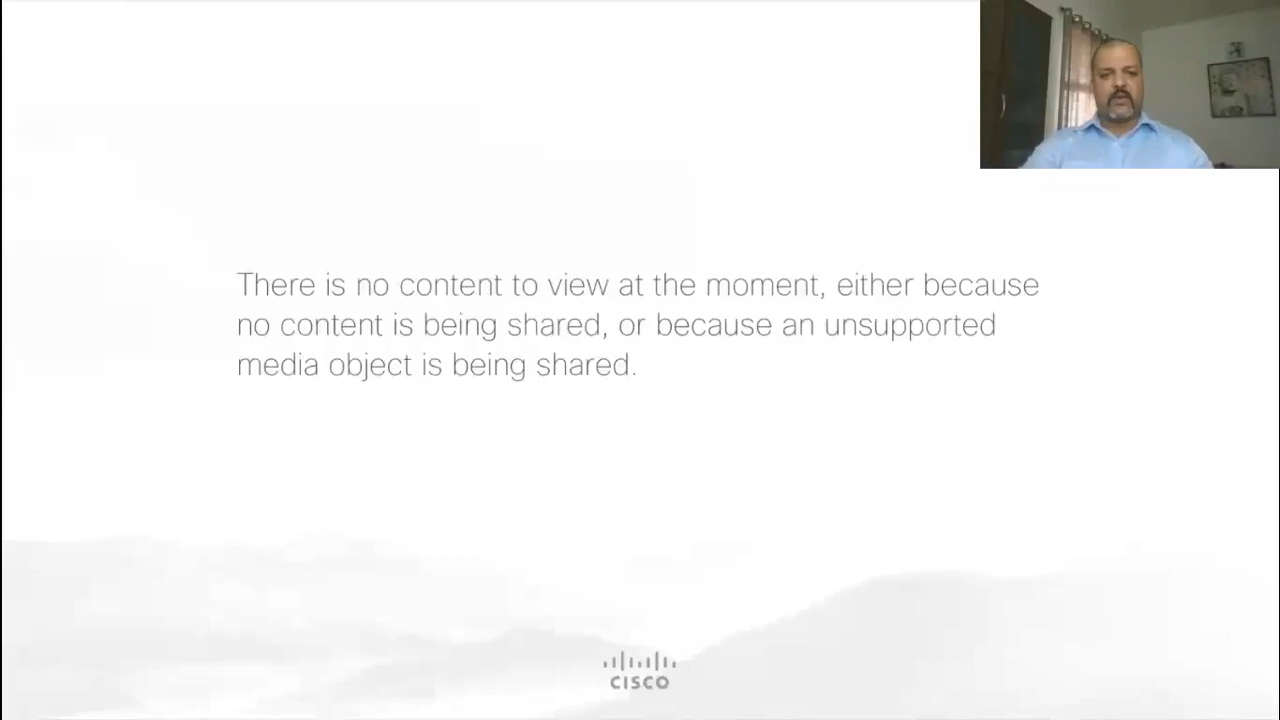 There is no content to view at the moment, either because
no content is being shared, or because an unsupported
media object is being shared.
CISCO